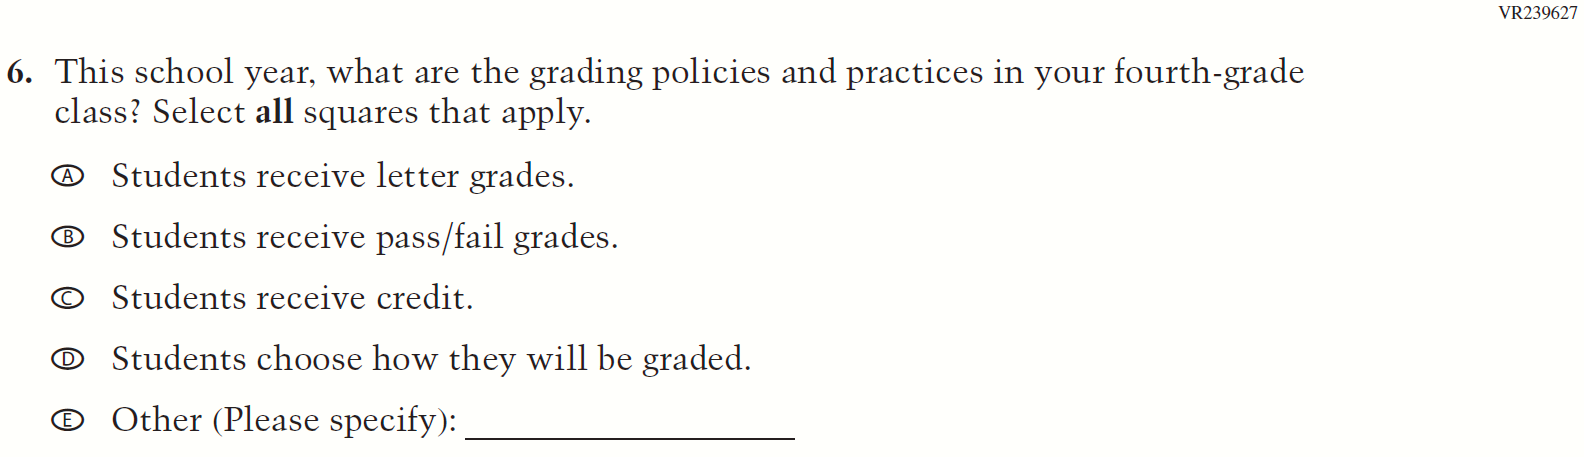 VR239627
6. This school year, what are the grading policies and practices in your fourth-grade
class? Select all squares that apply.
A Students receive letter grades.
B Students receive pass/fail grades.
C Students receive credit.
D Students choose how they will be graded.
E Other (Please specify):